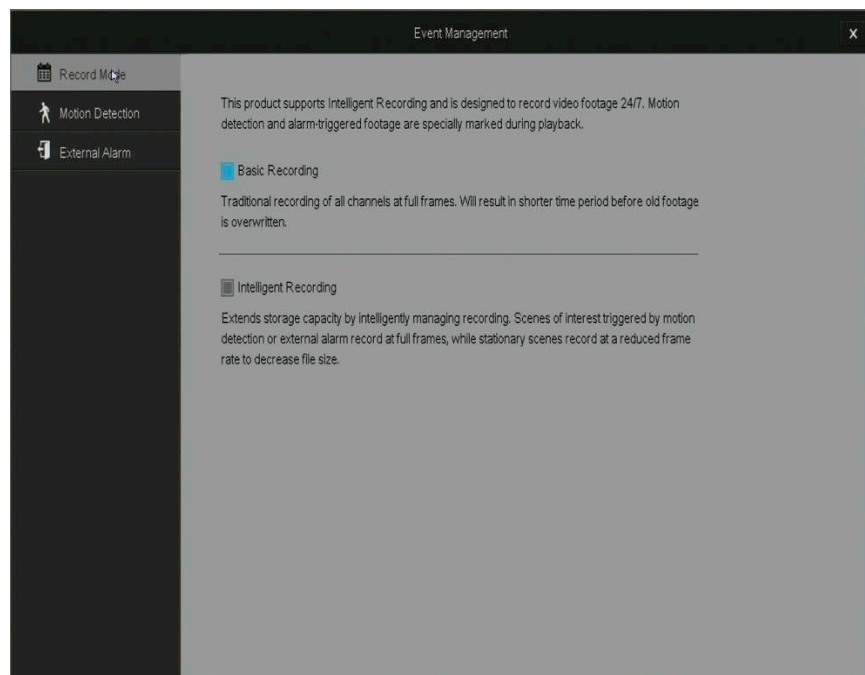 Event Management
X
Record Mode
Motion Detection
External Alarm
This product supports Intelligent Recording and is designed to record video footage 24/7. Motion
detection and alarm-triggered footage are specially marked during playback.
Basic Recording
Traditional recording of all channels at full frames. Will result in shorter time period before old footage
is overwritten.
Intelligent Recording
Extends storage capacity by intelligently managing recording. Scenes of interest triggered by motion
detection or external alarm record at full frames, while stationary scenes record at a reduced frame
rate to decrease file size.